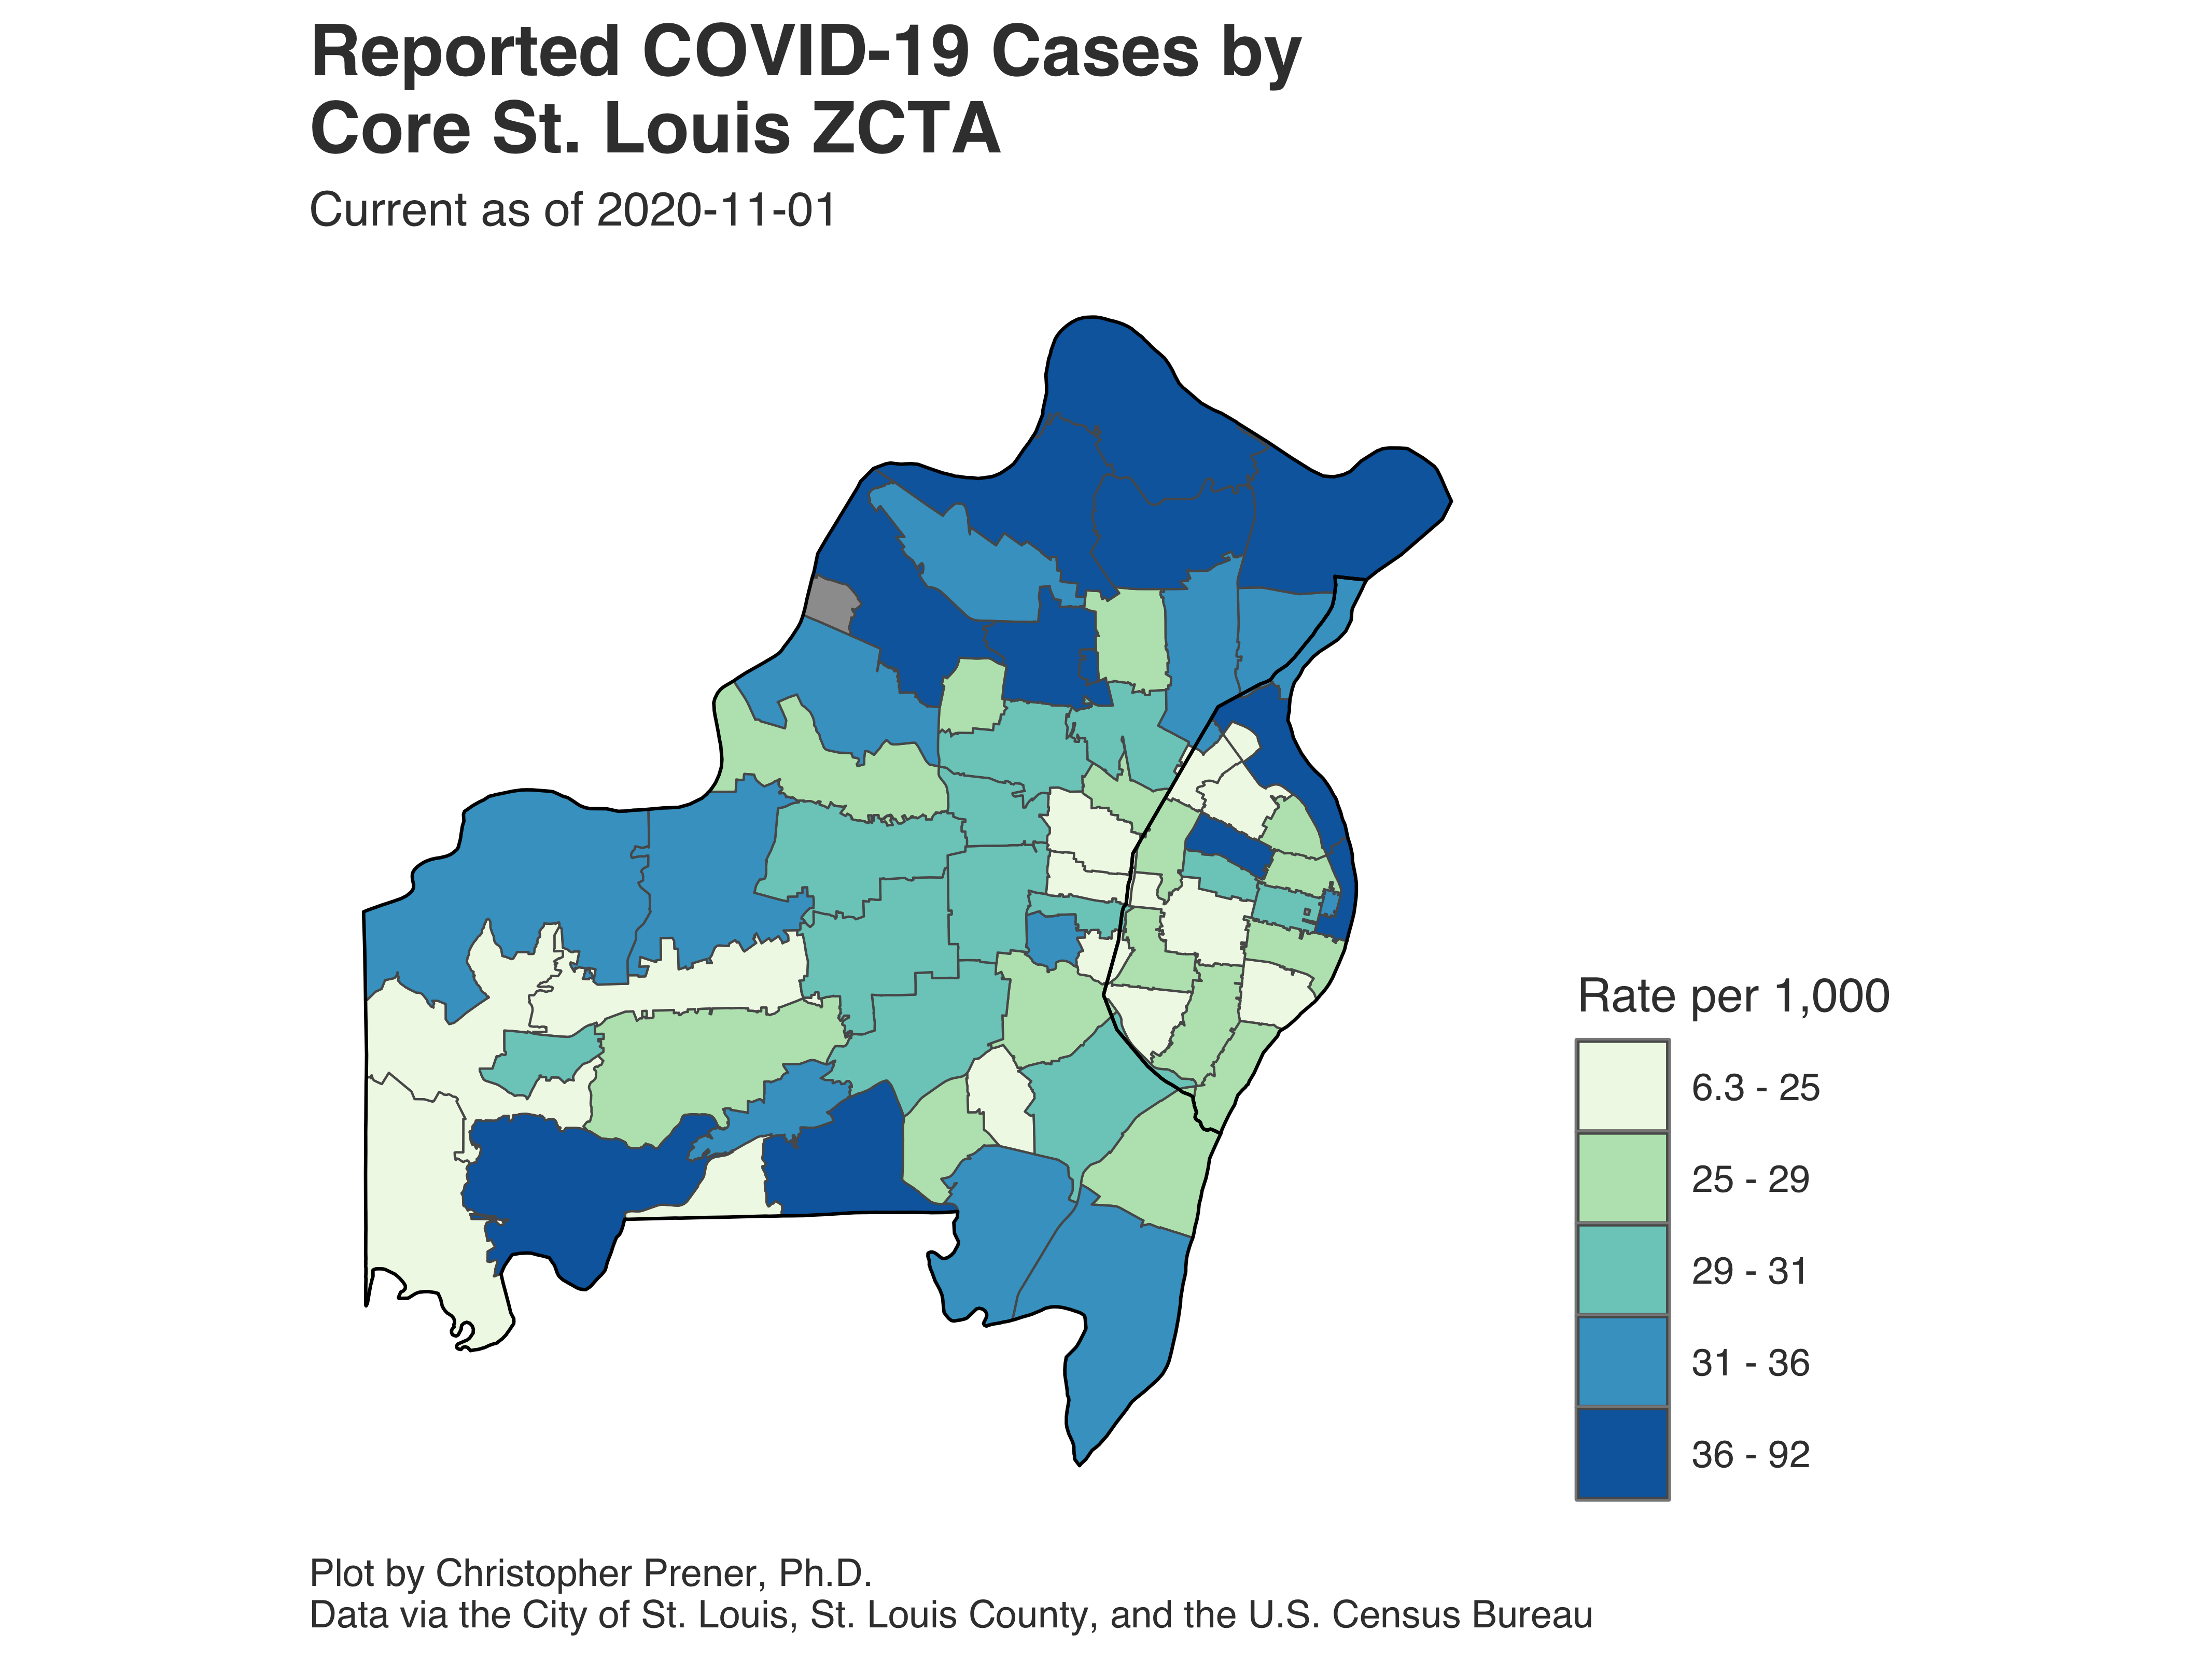 Reported COVID-19 Cases by
Core St. Louis ZCTA
Current as of 2020-11-01
Rate per 1,000
6.3 - 25
25 - 29
29 - 31
31 - 36
36 - 92
Plot by Christopher Prener, Ph.D.
Data via the City of St. Louis, St. Louis County, and the U.S. Census Bureau